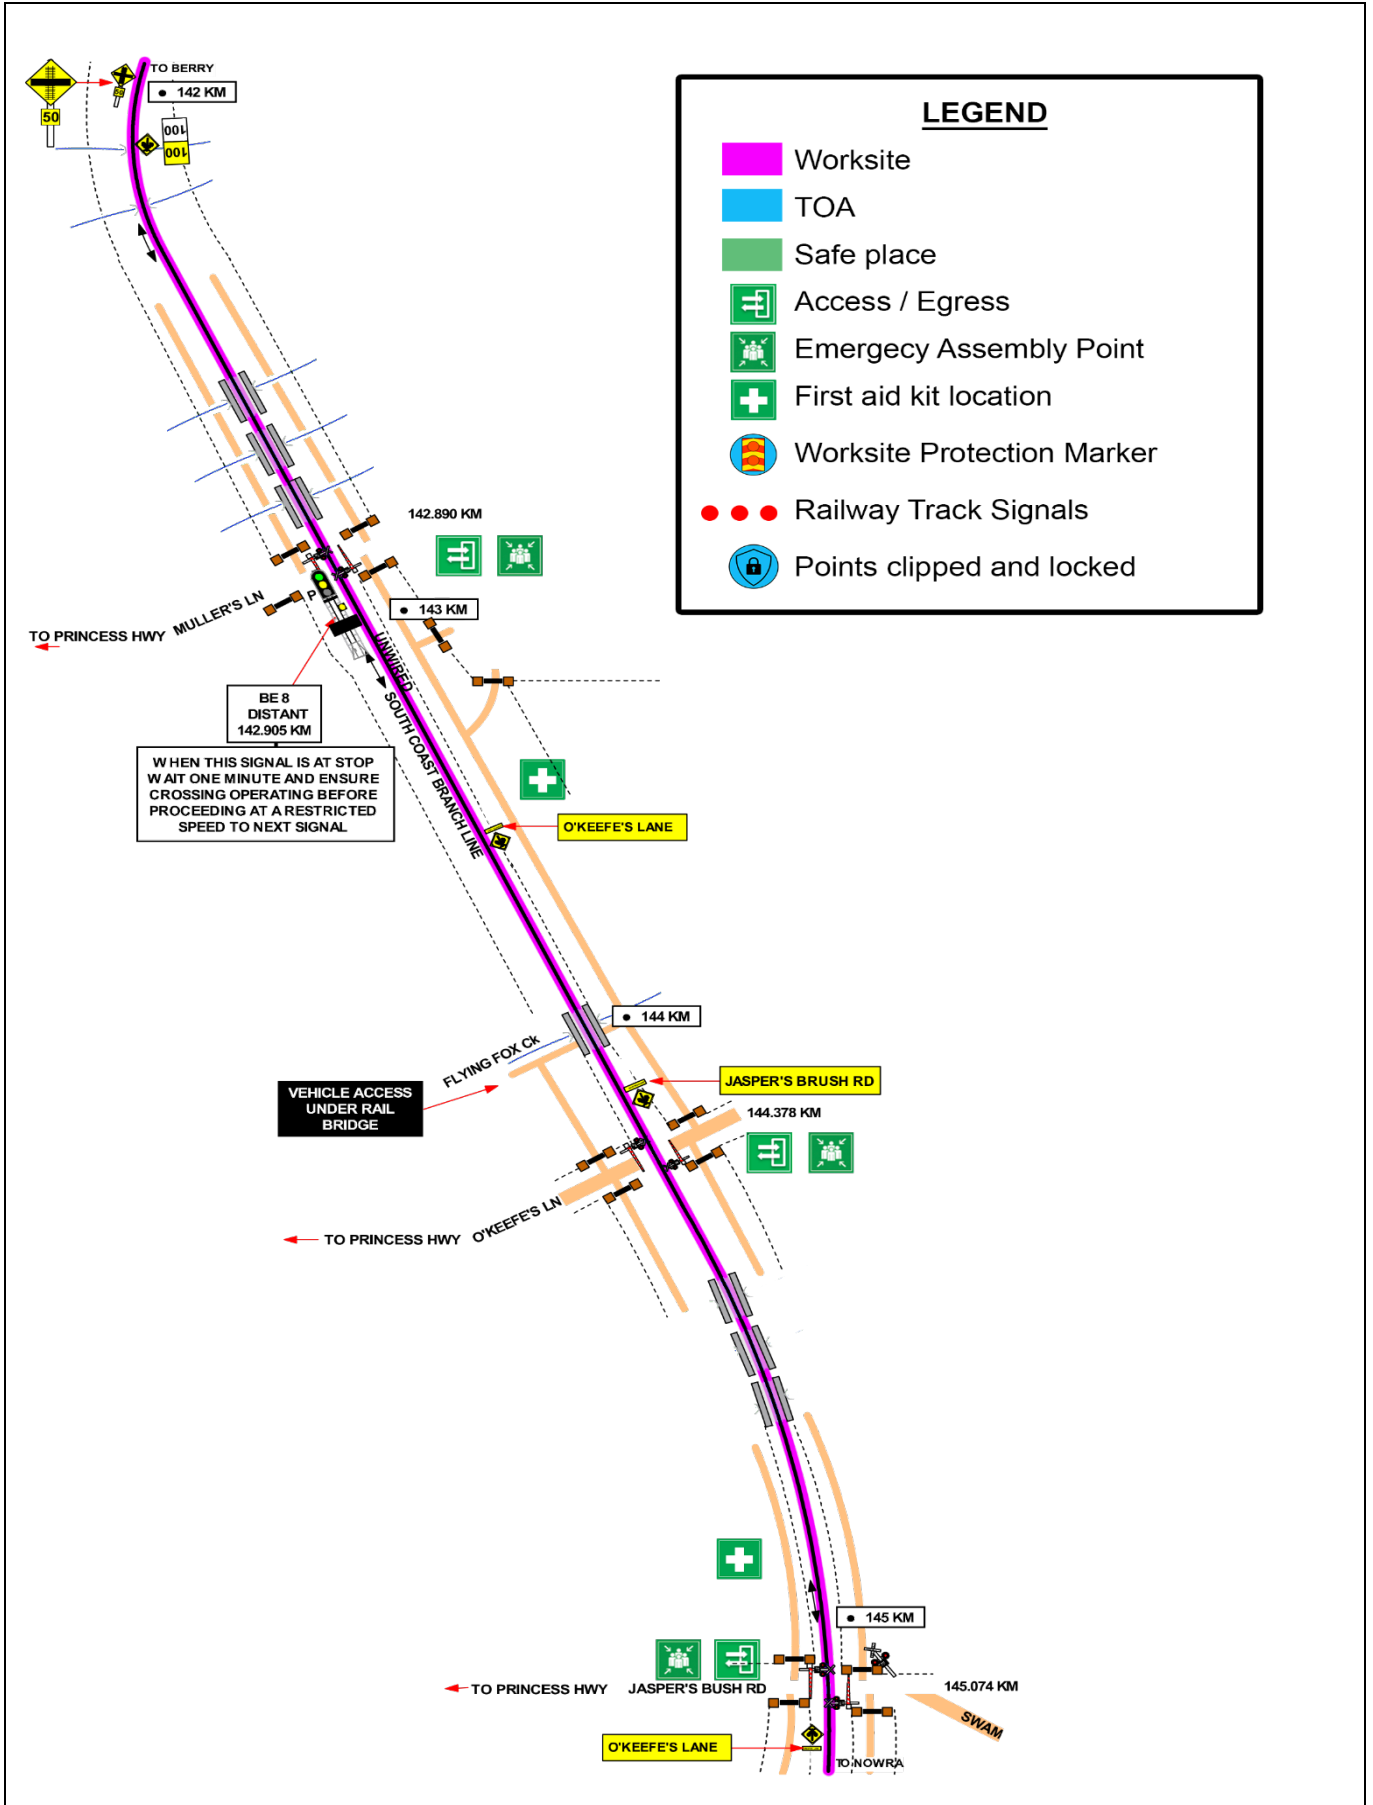 TO BERRY
142 KM
50
50
100
100
LEGEND
Worksite
TOA
Safe place
Access / Egress
Emergecy Assembly Point
First aid kit location
Worksite Protection Marker
Railway Track Signals
Points clipped and locked
142.890 KM
P
MULLER'S LN
TO PRINCESS HWY
143 KM
UNWIRED
SOUTH COAST BRANCH LINE
BE 8
DISTANT
142.905 KM
WHEN THIS SIGNAL IS AT STOP
WAIT ONE MINUTE AND ENSURE
CROSSING OPERATING BEFORE
PROCEEDING AT A RESTRICTED
SPEED TO NEXT SIGNAL
O'KEEFE'S LANE
144 KM
FLYING FOX Ck
JASPER'S BRUSH RD
VEHICLE ACCESS
UNDER RAIL
BRIDGE
144.378 KM
O'KEEFE'S LN
TO PRINCESS HWY
145 KM
145.074 KM
TO PRINCESS HWY
JASPER'S BUSH RD
SWAM
O'KEEFE'S LANE
TO NOWRA